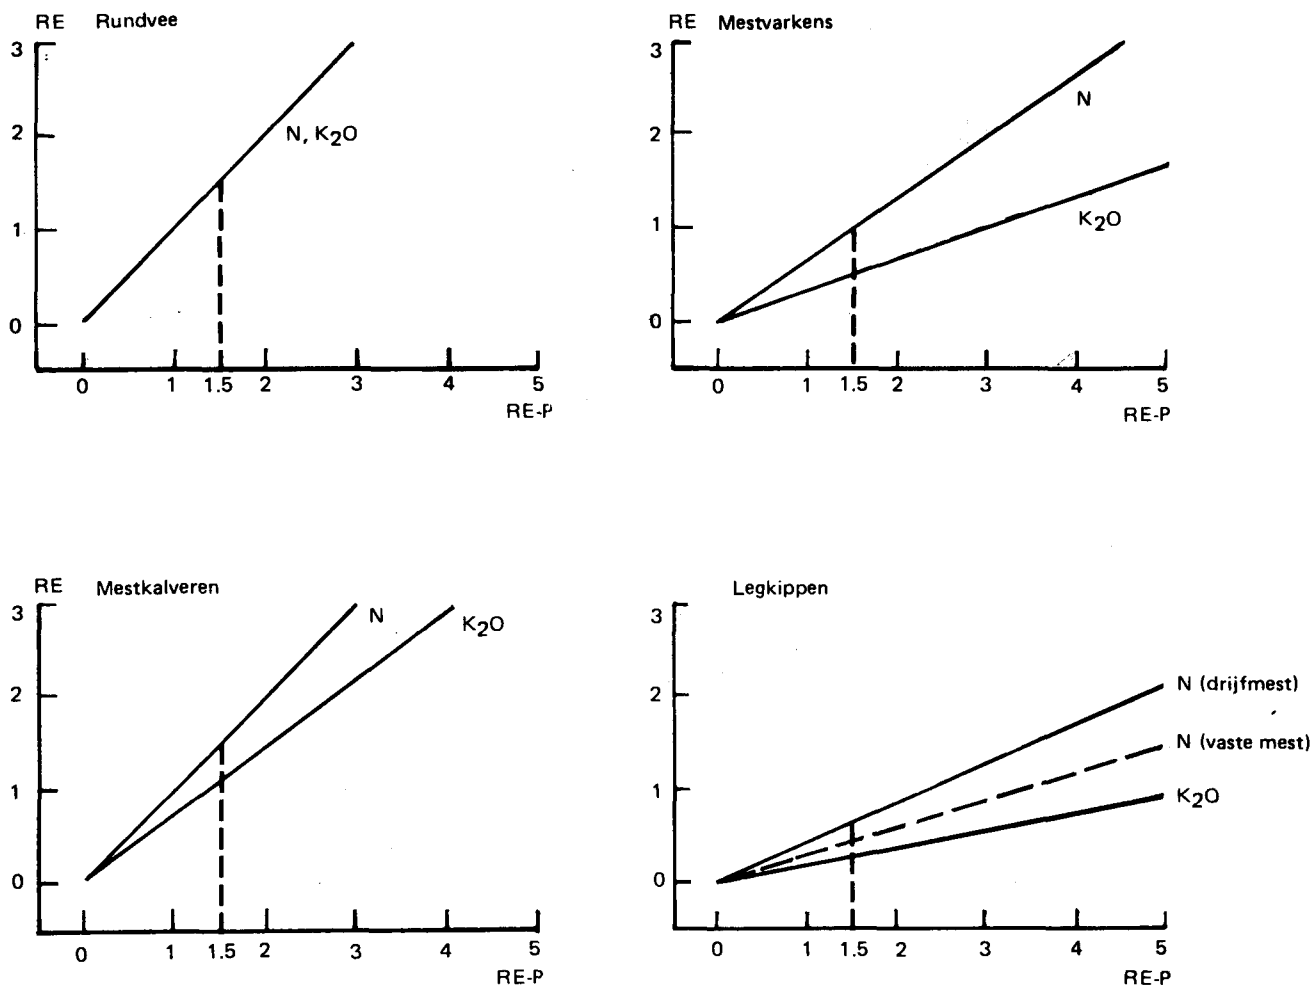 RE Rundvee
3
2
1
0
N, K2O
0 1 1.5 2 3 4 5
RE-P
RE Mestvarkens
3
2
1
0
N
K2O
0 1 1.5 2 3 4 5
RE-P
RE Mestkalveren
3
2
1
0
N
K2O
0 1 1.5 2 3 4 5
RE-P
Legkippen
3
2
1
0
N (drijfmest)
N (vaste mest)
K2O
0 1 1.5 2 3 4 5
RE-P